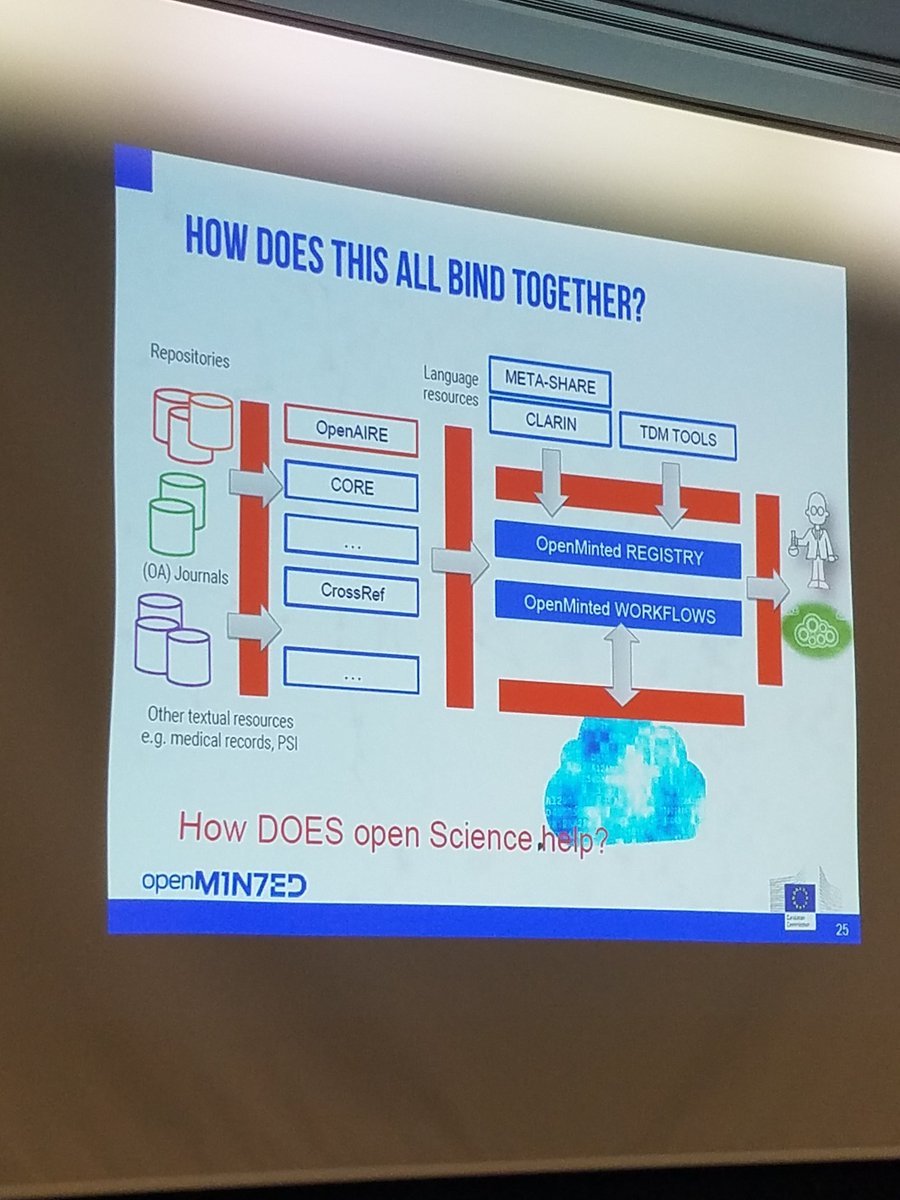 HOW DOES THIS ALL BIND TOGETHER?
Repositories
(OA) Journals
Other textual resources
e.g. medical records, PSI
OpenAIRE
CORE
...
CrossRef
...
Language
resources
META-SHARE
CLARIN
TDM TOOLS
OpenMinted REGISTRY
OpenMinted WORKFLOWS
How DOES open Science help?
openM1N7ED
European
Commission
25